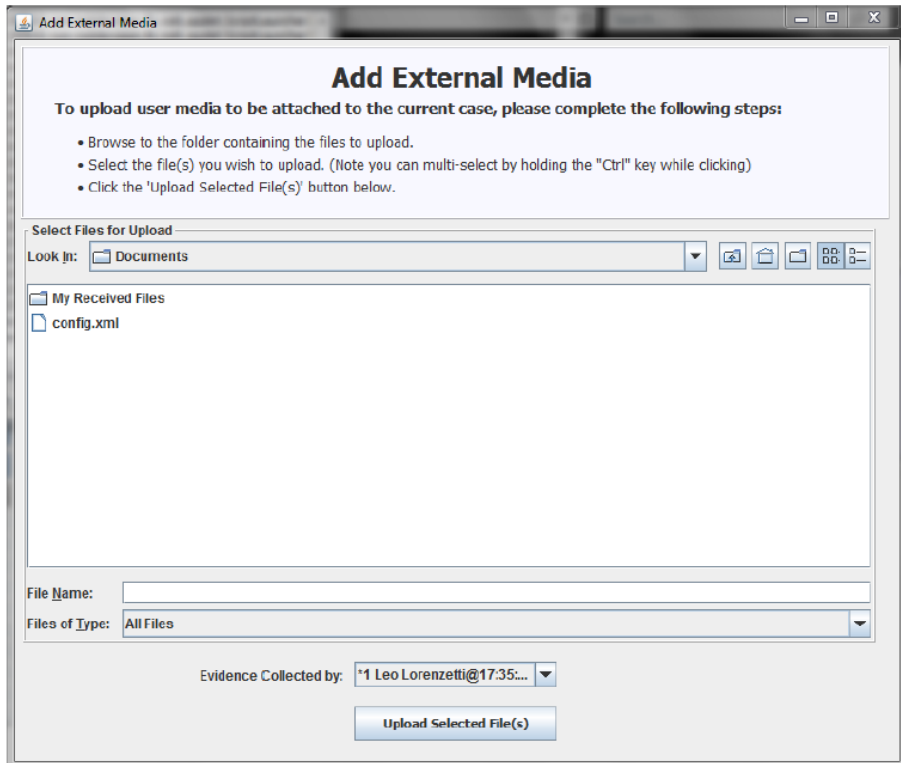 Add External Media
Add External Media
To upload user media to be attached to the current case, please complete the following steps:
• Browse to the folder containing the files to upload.
• Select the file(s) you wish to upload. (Note you can multi-select by holding the "Ctrl" key while clicking)
• Click the 'Upload Selected File(s)' button below.
Select Files for Upload
Look In: Documents
My Received Files
config.xml
File Name:
Files of Type: All Files
Evidence Collected by: *1 Leo Lorenzetti@17:35:...
Upload Selected File(s)